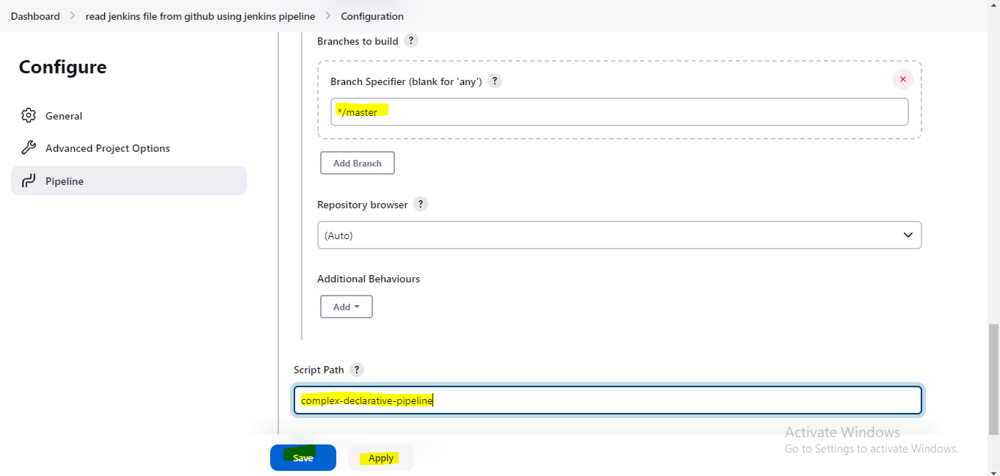 Dashboard > read jenkins file from github using jenkins pipeline > Configuration
Configure
General
Advanced Project Options
Pipeline
Branches to build ?
Branch Specifier (blank for 'any') ?
*/master
Add Branch
Repository browser ?
(Auto)
Additional Behaviours
Add
Script Path ?
complex-declarative-pipeline
Save
Apply
Activate Windows
Go to Settings to activate Windows.